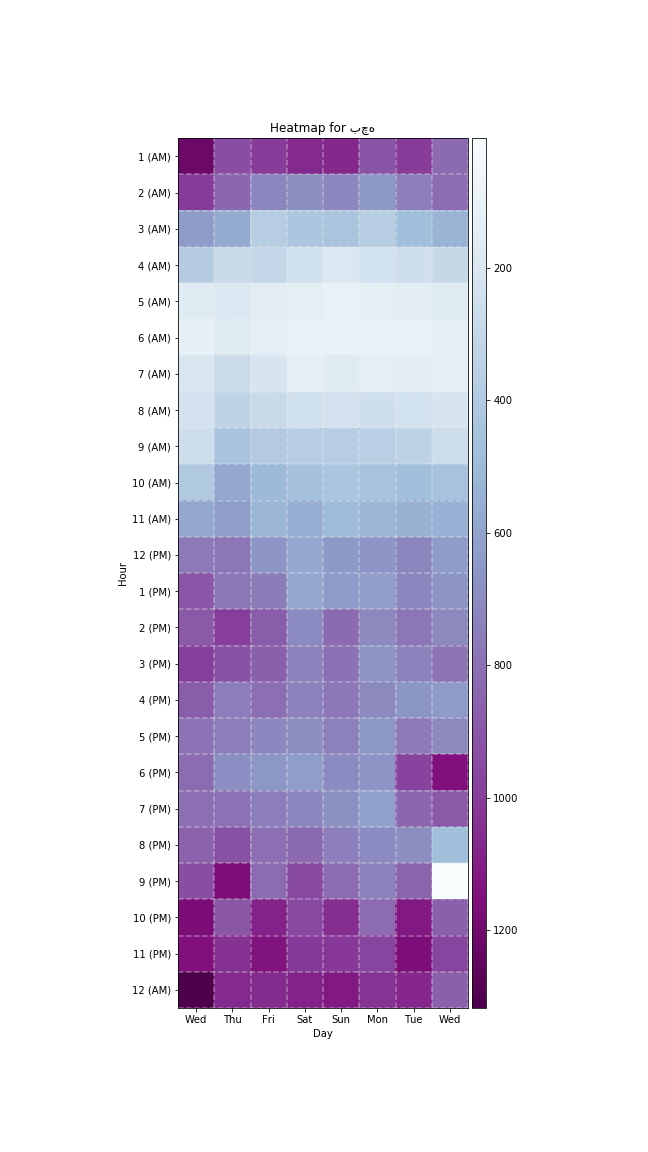 Heatmap for هچب
1 (AM)
2 (AM)
3 (AM)
4 (AM)
5 (AM)
6 (AM)
7 (AM)
8 (AM)
9 (AM)
10 (AM)
11 (AM)
12 (PM)
1 (PM)
2 (PM)
3 (PM)
4 (PM)
5 (PM)
6 (PM)
7 (PM)
8 (PM)
9 (PM)
10 (PM)
11 (PM)
12 (AM)
Hour
Wed Thu Fri Sat Sun Mon Tue Wed
Day
200
400
600
800
1000
1200